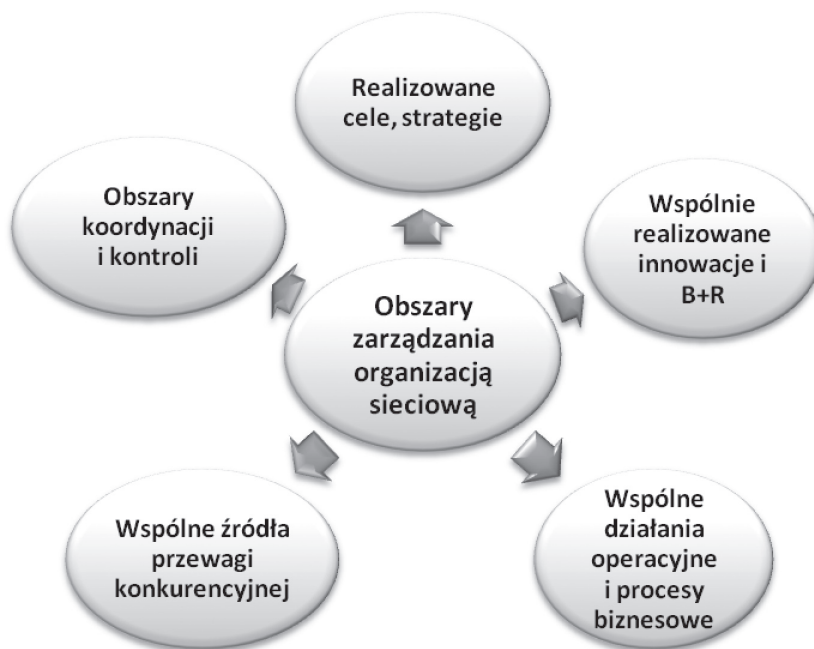 Realizowane
cele, strategie
Obszary
koordynacji
i kontroli
Wspólnie
realizowane
innowacje i
B+R
Obszary
zarządzania
organizacją
sieciową
Wspólne źródła
przewagi
konkurencyjnej
Wspólne
działania
operacyjne
i procesy
biznesowe